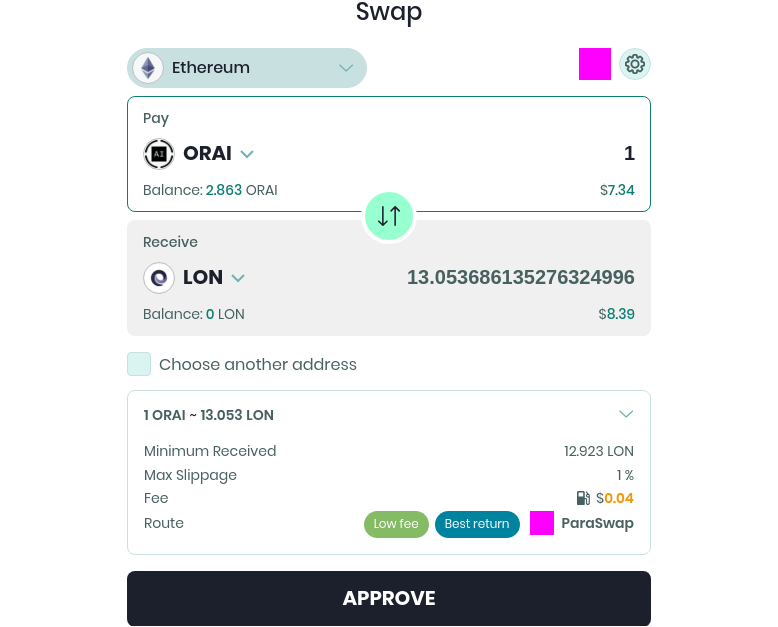 Swap
Ethereum
Pay
AI ORAI 1
Balance: 2.863 ORAI $7.34
Receive
LON 13.053686135276324996
Balance: 0 LON $8.39
Choose another address
1 ORAI ~ 13.053 LON
Minimum Received 12.923 LON
Max Slippage 1 %
Fee $0.04
Route Low fee Best return ParaSwap
APPROVE